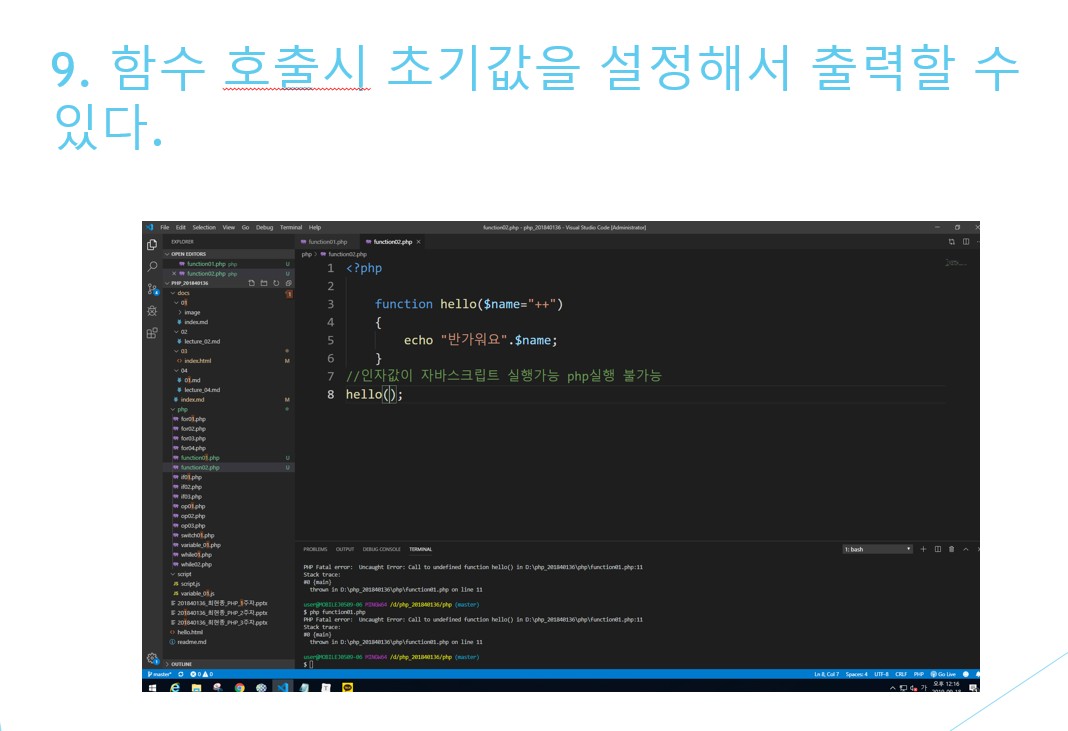 9. 함수 호출시 초기값을 설정해서 출력할 수
있다.
File Edit Selection View Go Debug Terminal Help
function02.php - php_201840136 - Visual Studio Code [Administrator]
EXPLORER
OPEN EDITORS
function01.php php U
function02.php php U
PHP_201840136
docs
01
image
index.md
02
lecture_02.md
03
index.html M
04
01.md
lecture_04.md
index.md M
php
for01.php
for02.php
for03.php
for04.php
function01.php U
function02.php U
if01.php
if02.php
if03.php
op01.php
op02.php
op03.php
switch01.php
variable_01.php
while01.php
while02.php
script
script.js
variable_01.js
201840136_최현종_PHP_1주차.pptx
201840136_최현종_PHP_2주차.pptx
201840136_최현종_PHP_3주차.pptx
hello.html
readme.md
OUTLINE
function01.php function02.php
php > function02.php
1 <?php
2
3 function hello($name="++")
4 {
5 echo "반가워요".$name;
6 }
7 //인자값이 자바스크립트 실행가능 php실행 불가능
8 hello();
PROBLEMS OUTPUT DEBUG CONSOLE TERMINAL 1: bash
PHP Fatal error: Uncaught Error: Call to undefined function hello() in D:\php_201840136\php\function01.php:11
Stack trace:
#0 {main}
thrown in D:\php_201840136\php\function01.php on line 11
user@MOBILE30509-06 MINGW64 /d/php_201840136/php (master)
$ php function01.php
PHP Fatal error: Uncaught Error: Call to undefined function hello() in D:\php_201840136\php\function01.php:11
Stack trace:
#0 {main}
thrown in D:\php_201840136\php\function01.php on line 11
user@MOBILE30509-06 MINGW64 /d/php_201840136/php (master)
$
master* 0 0
Ln 8, Col 7 Spaces: 4 UTF-8 CRLF PHP Go Live
가 오후 12:16